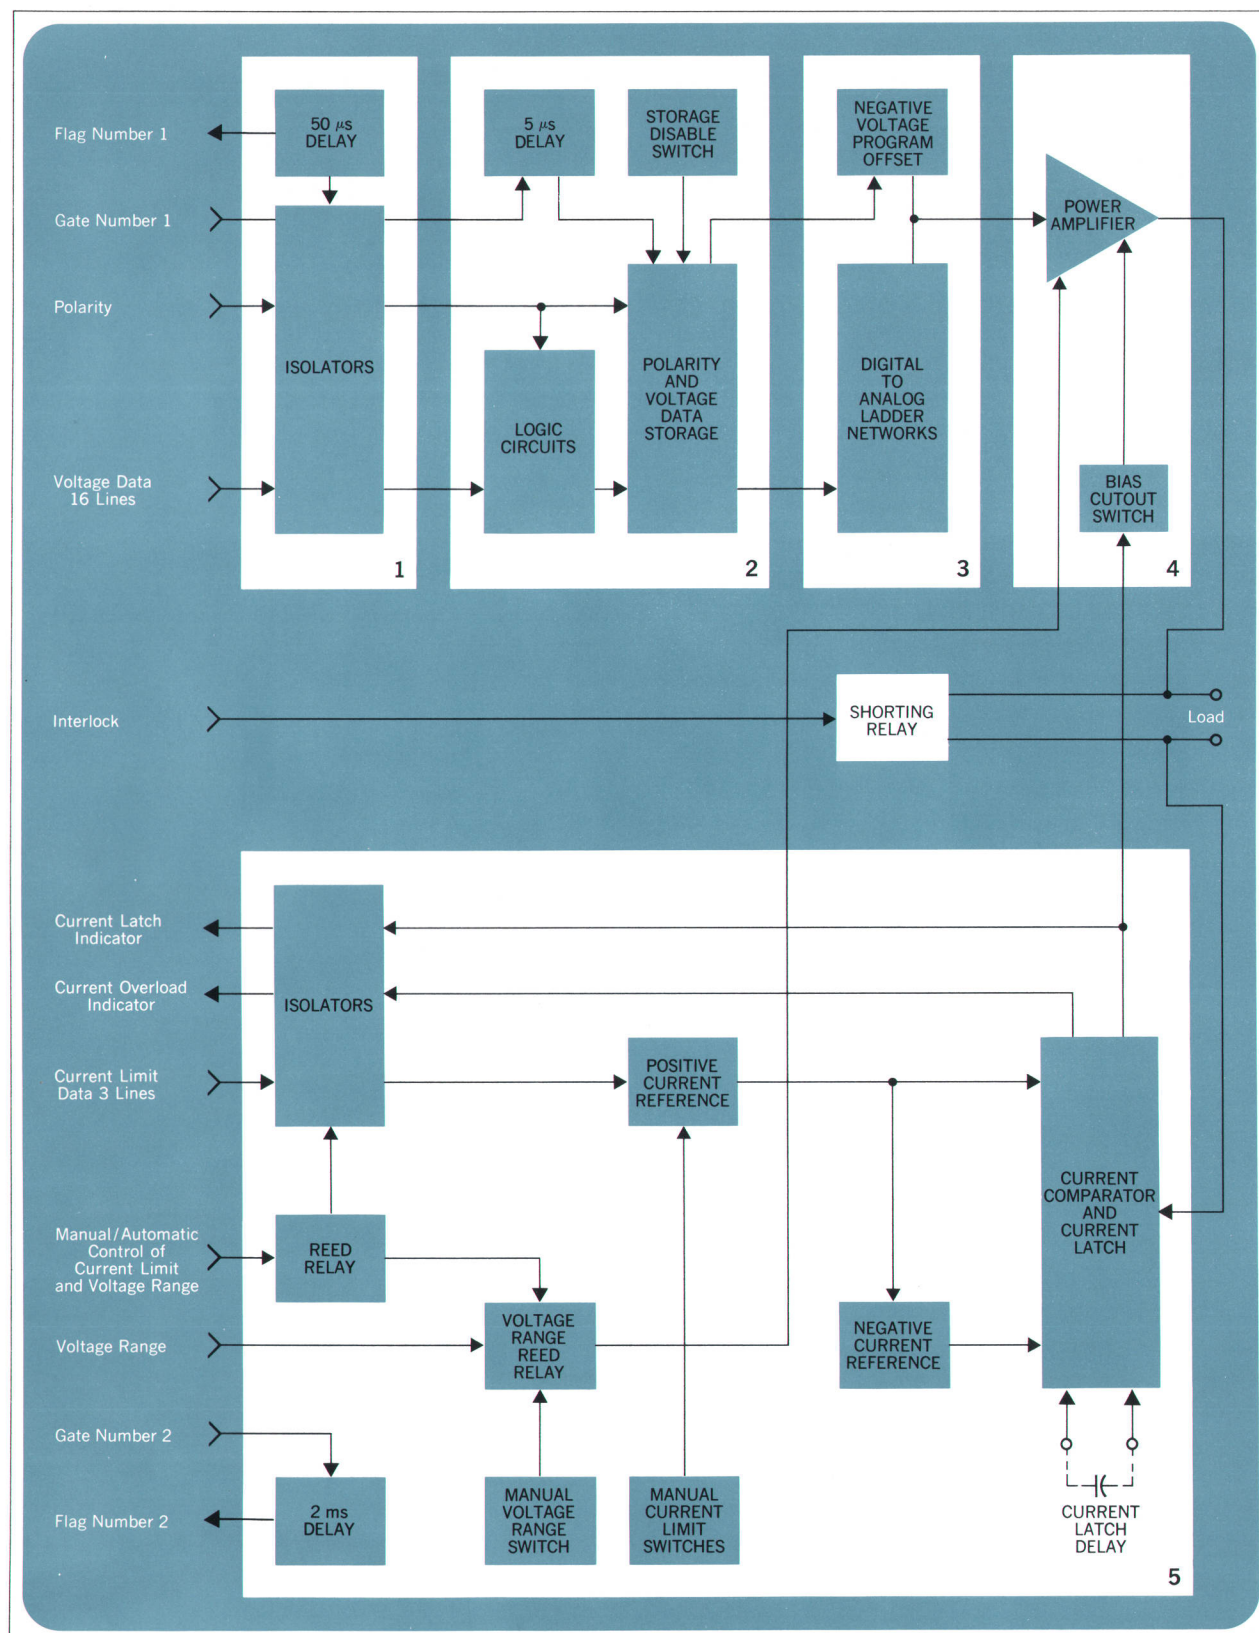 Flag Number 1
50 μs
DELAY
5 μs
DELAY
STORAGE
DISABLE
SWITCH
NEGATIVE
VOLTAGE
PROGRAM
OFFSET
Gate Number 1
POWER
AMPLIFIER
Polarity
ISOLATORS
LOGIC
CIRCUITS
POLARITY
AND
VOLTAGE
DATA
STORAGE
DIGITAL
TO
ANALOG
LADDER
NETWORKS
Voltage Data
16 Lines
BIAS
CUTOUT
SWITCH
1
2
3
4
Interlock
SHORTING
RELAY
Load
Current Latch
Indicator
Current Overload
Indicator
ISOLATORS
Current Limit
Data 3 Lines
POSITIVE
CURRENT
REFERENCE
CURRENT
COMPARATOR
AND
CURRENT
LATCH
Manual/Automatic
Control of
Current Limit
and Voltage Range
REED
RELAY
Voltage Range
VOLTAGE
RANGE
REED
RELAY
NEGATIVE
CURRENT
REFERENCE
Gate Number 2
Flag Number 2
2 ms
DELAY
MANUAL
VOLTAGE
RANGE
SWITCH
MANUAL
CURRENT
LIMIT
SWITCHES
CURRENT
LATCH
DELAY
5